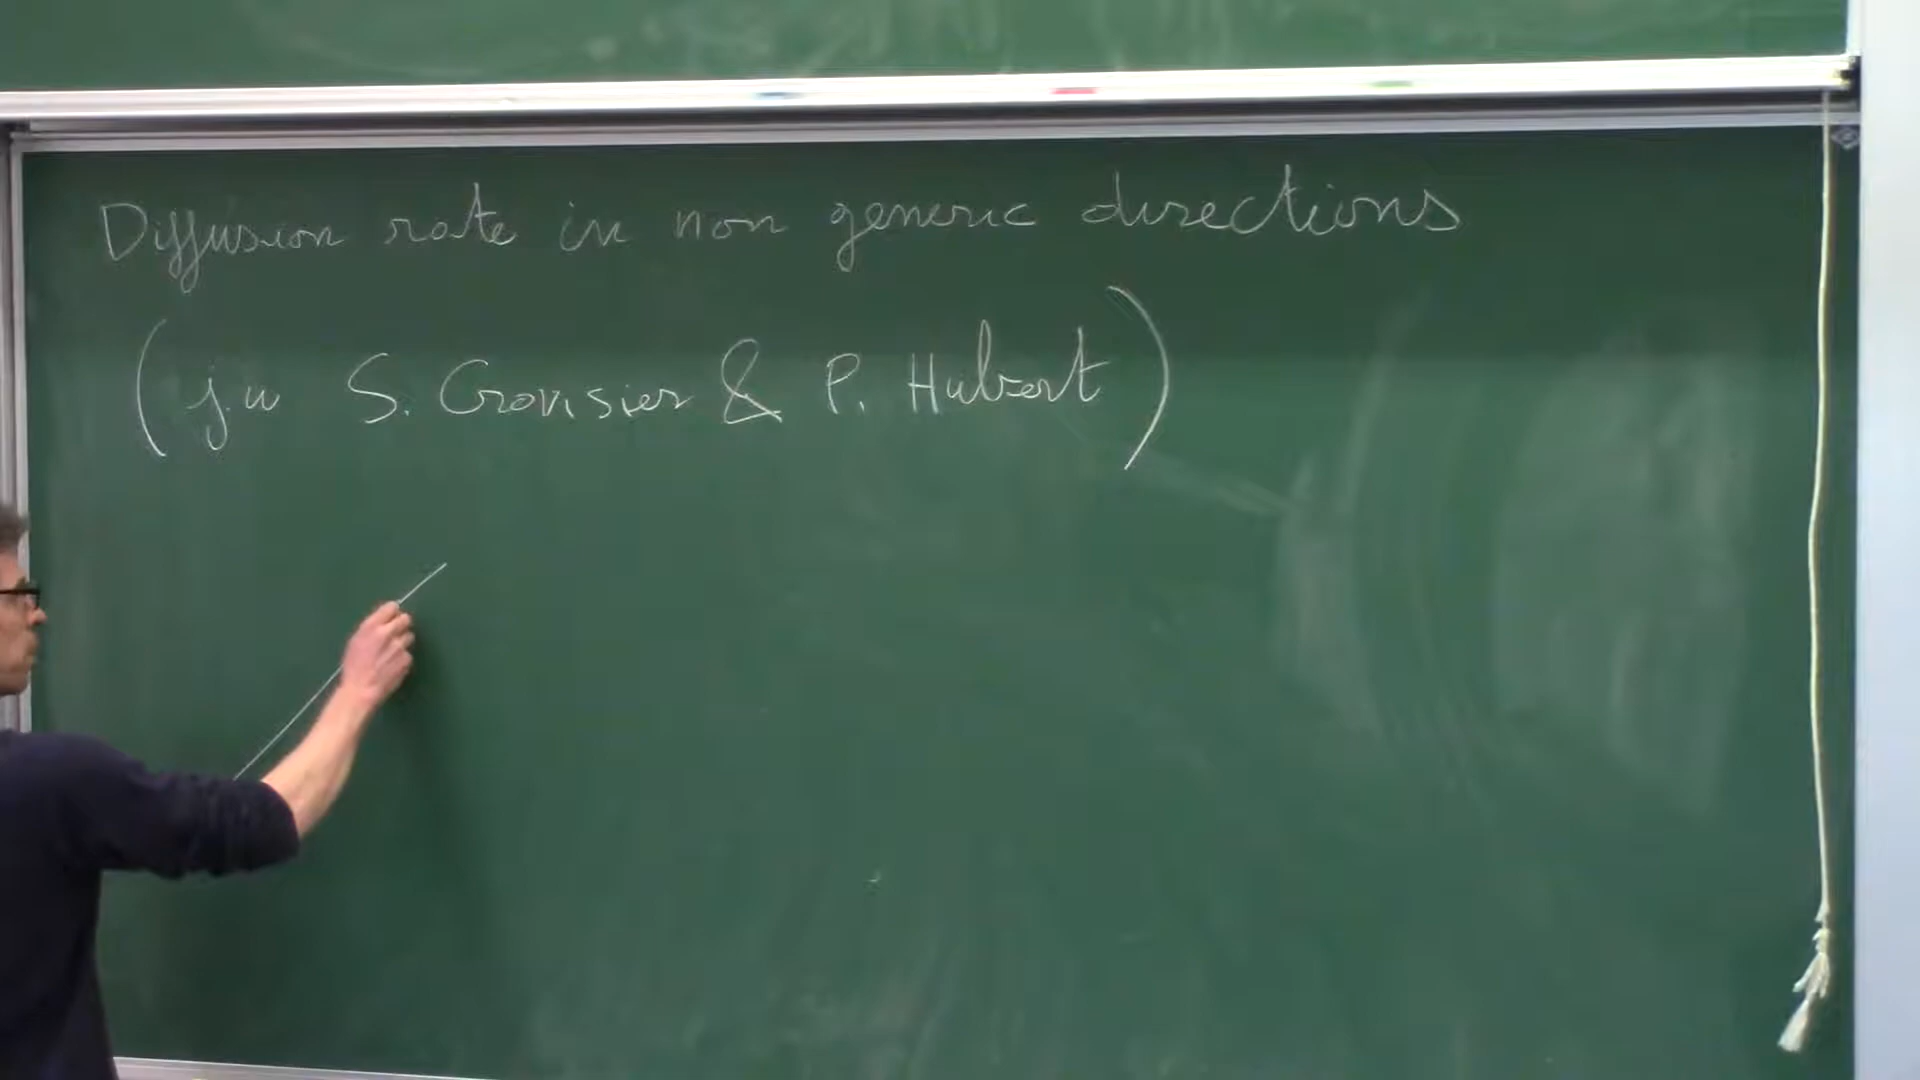 Diffusion rate in non generic directions
(j.w S. Crovisier & P. Hubert)